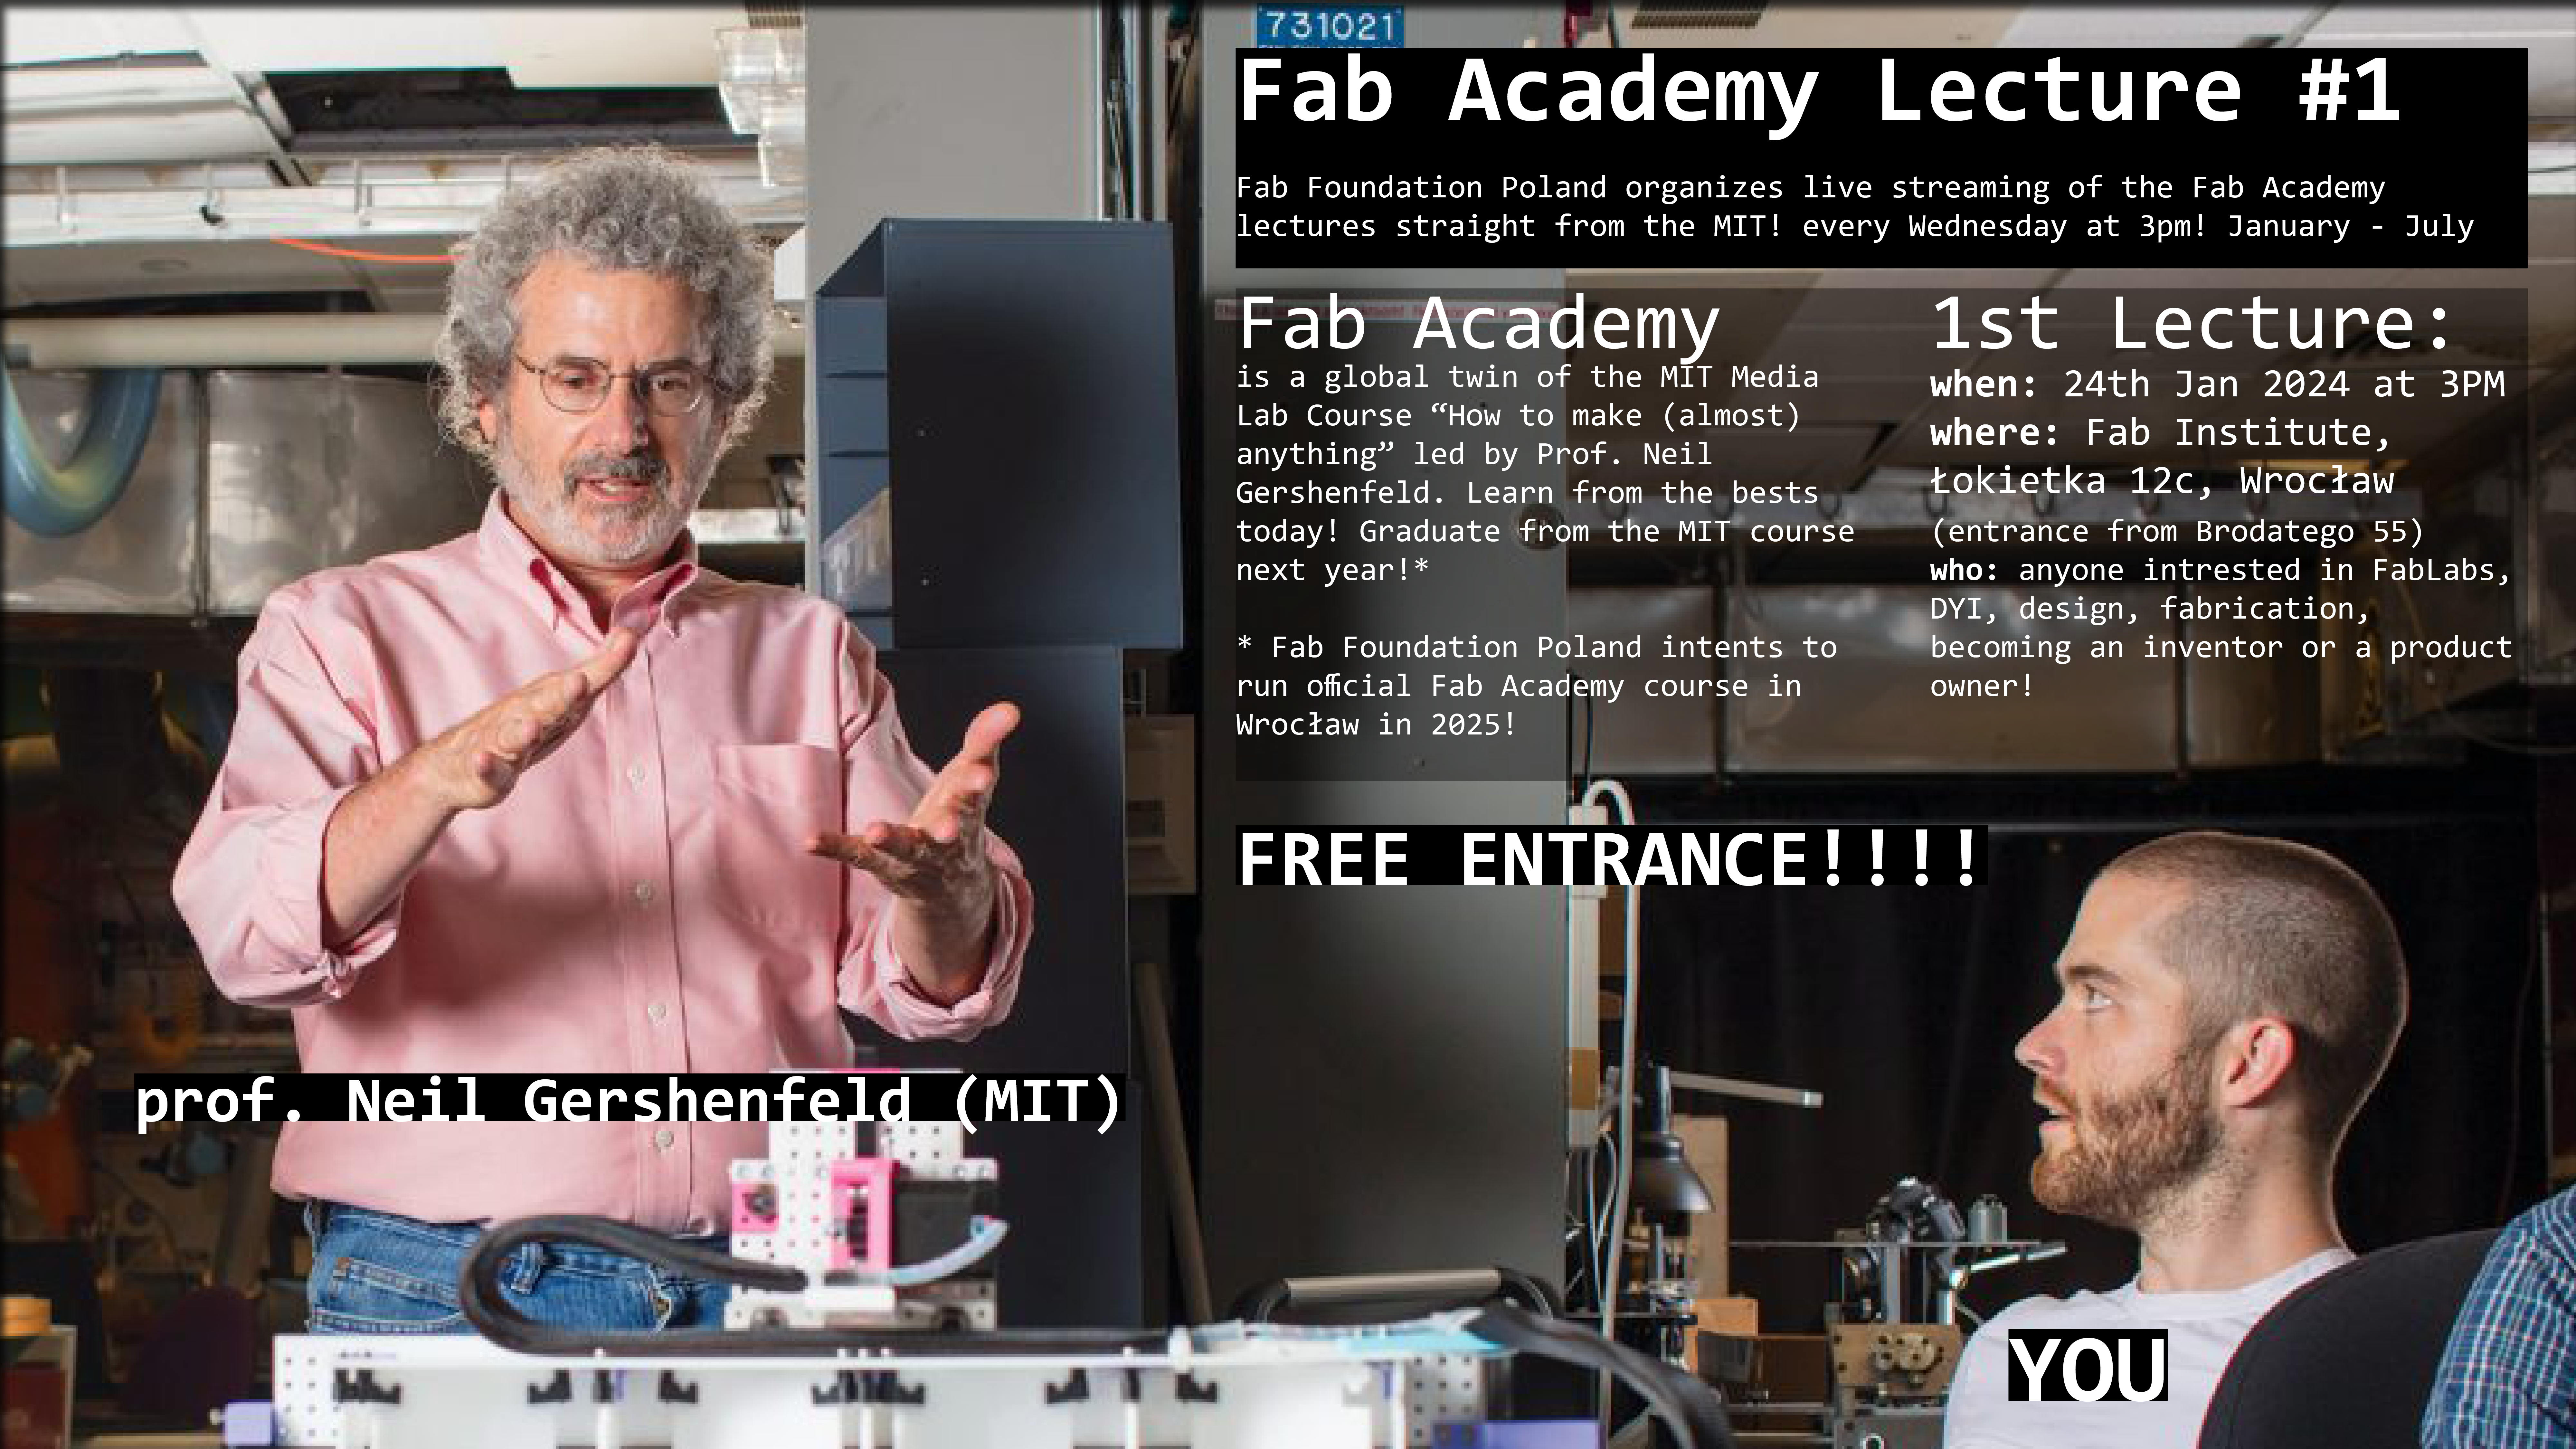 731021
Fab Academy Lecture #1
Fab Foundation Poland organizes live streaming of the Fab Academy
lectures straight from the MIT! every Wednesday at 3pm! January - July
Fab Academy
is a global twin of the MIT Media
Lab Course “How to make (almost)
anything” led by Prof. Neil
Gershenfeld. Learn from the bests
today! Graduate from the MIT course
next year!*
* Fab Foundation Poland intents to
run official Fab Academy course in
Wrocław in 2025!
1st Lecture:
when: 24th Jan 2024 at 3PM
where: Fab Institute,
Łokietka 12c, Wrocław
(entrance from Brodatego 55)
who: anyone intrested in FabLabs,
DYI, design, fabrication,
becoming an inventor or a product
owner!
FREE ENTRANCE!!!!
prof. Neil Gershenfeld (MIT)
YOU